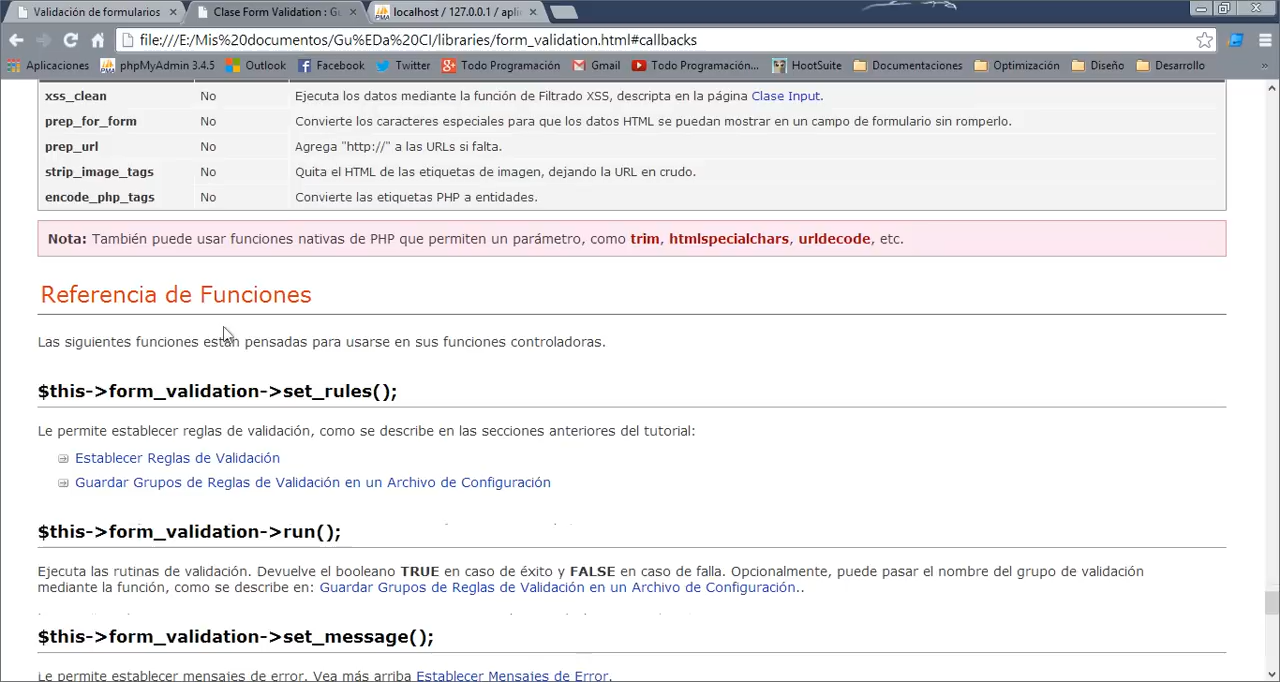 Validación de formularios
Clase Form Validation : Gu
localhost / 127.0.0.1 / apli
file:///E:/Mis%20documentos/Gu%EDa%20CI/libraries/form_validation.html#callbacks
Aplicaciones phpMyAdmin 3.4.5 Outlook Facebook Twitter Todo Programación Gmail Todo Programación... HootSuite Documentaciones Optimización Diseño Desarrollo »
xss_clean No Ejecuta los datos mediante la función de Filtrado XSS, descripta en la página Clase Input.
prep_for_form No Convierte los caracteres especiales para que los datos HTML se puedan mostrar en un campo de formulario sin romperlo.
prep_url No Agrega "http://" a las URLs si falta.
strip_image_tags No Quita el HTML de las etiquetas de imagen, dejando la URL en crudo.
encode_php_tags No Convierte las etiquetas PHP a entidades.
Nota: También puede usar funciones nativas de PHP que permiten un parámetro, como trim, htmlspecialchars, urldecode, etc.
Referencia de Funciones
Las siguientes funciones están pensadas para usarse en sus funciones controladoras.
$this->form_validation->set_rules();
Le permite establecer reglas de validación, como se describe en las secciones anteriores del tutorial:
Establecer Reglas de Validación
Guardar Grupos de Reglas de Validación en un Archivo de Configuración
$this->form_validation->run();
Ejecuta las rutinas de validación. Devuelve el booleano TRUE en caso de éxito y FALSE en caso de falla. Opcionalmente, puede pasar el nombre del grupo de validación
mediante la función, como se describe en: Guardar Grupos de Reglas de Validación en un Archivo de Configuración..
$this->form_validation->set_message();
Le permite establecer mensajes de error. Vea más arriba Establecer Mensajes de Error.